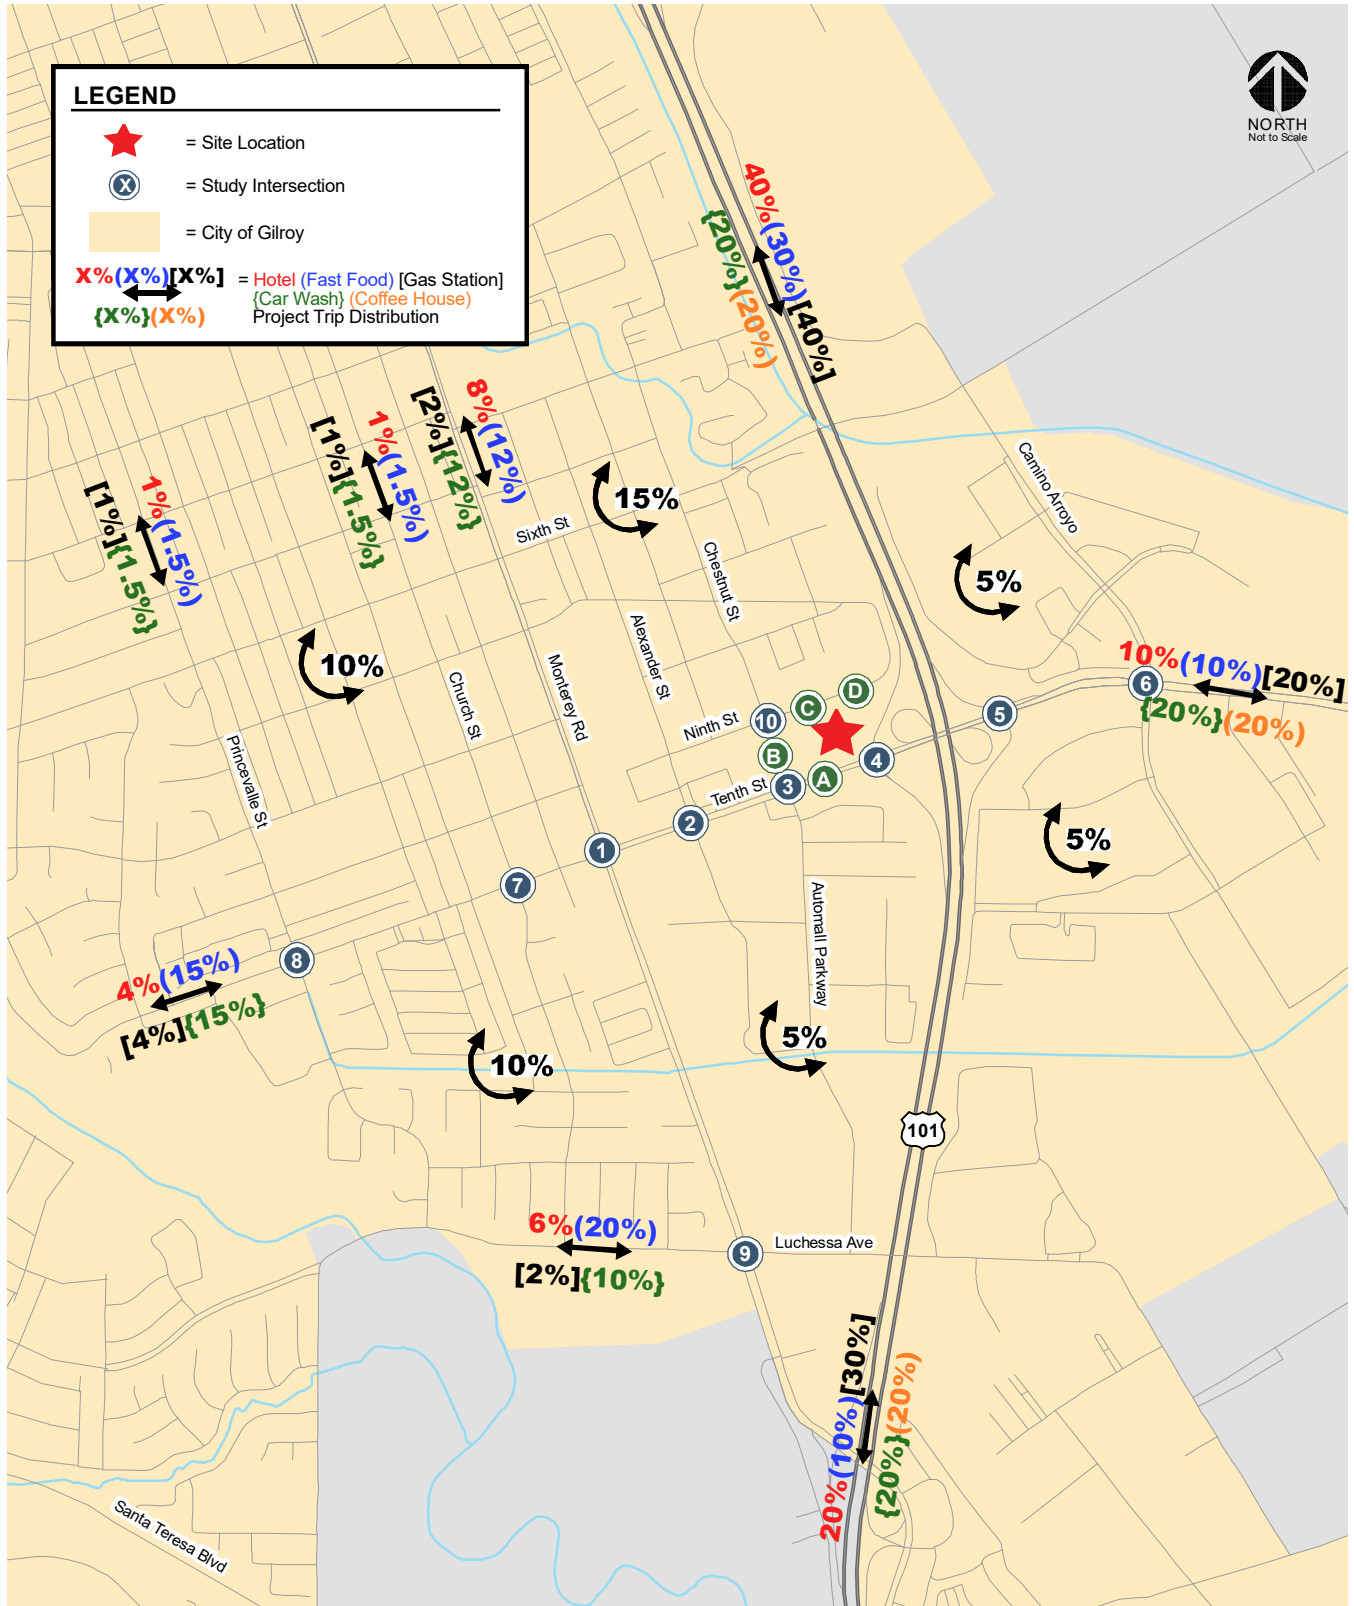 LEGEND
= Site Location
X
= Study Intersection
= City of Gilroy
X%(X%)[X%]
= Hotel (Fast Food) [Gas Station]
{Car Wash} (Coffee House)
{X%}(X%)
Project Trip Distribution
NORTH
Not to Scale
40%(30%)[40%]
{20%}(20%)
8%(12%)
[2%]{12%}
1%(1.5%)
[1%]{1.5%}
1%(1.5%)
[1%]{1.5%}
Camino Arroyo
15%
Sixth St
Chestnut St
5%
Alexander St
10%
Monterey Rd
Church St
10%(10%)[20%]
6
{20%}(20%)
D
C
10
Ninth St
5
B
4
A
3
Tenth St
Princevalle St
2
1
5%
7
Automall Parkway
8
4%(15%)
[4%]{15%}
5%
10%
101
6%(20%)
[2%]{10%}
9
Luchessa Ave
20%(10%)[30%]
{20%}(20%)
Santa Teresa Blvd